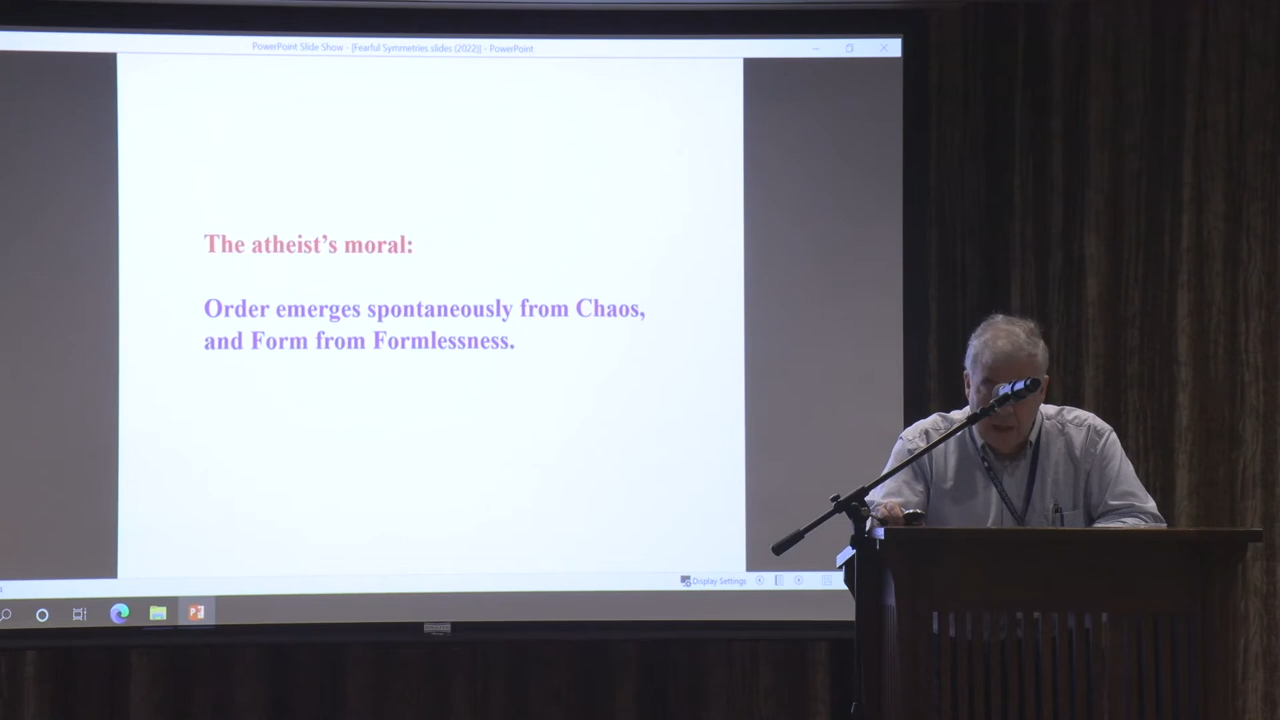 PowerPoint Slide Show - [Fearful Symmetries slides (2022)] - PowerPoint
The atheist's moral:
Order emerges spontaneously from Chaos,
and Form from Formlessness.
Display Settings